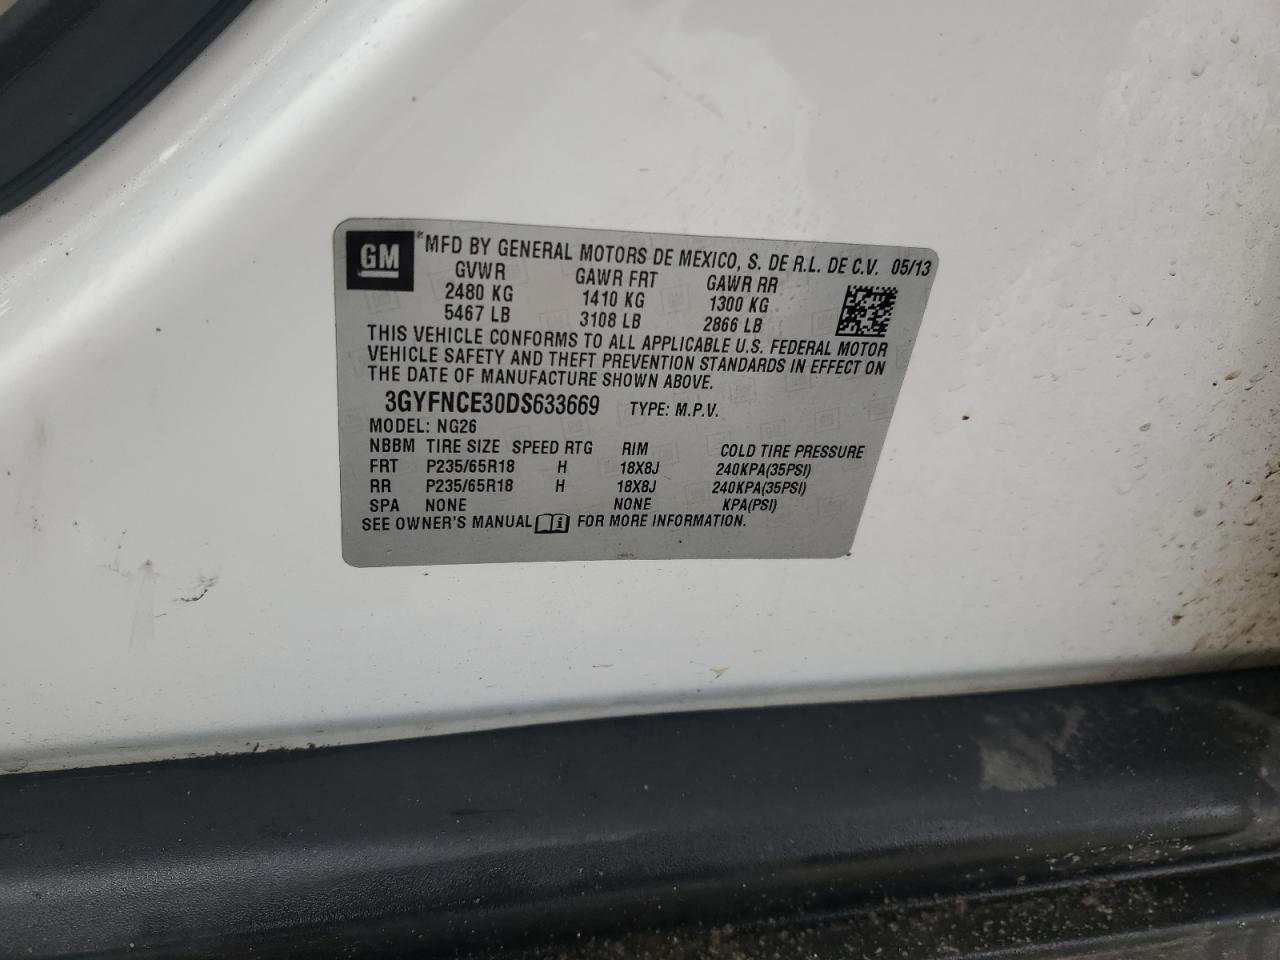 GM
*MFD BY GENERAL MOTORS DE MEXICO, S. DE R.L. DE C.V. 05/13
GVWR GAWR FRT GAWR RR
2480 KG 1410 KG 1300 KG
5467 LB 3108 LB 2866 LB
THIS VEHICLE CONFORMS TO ALL APPLICABLE U.S. FEDERAL MOTOR
VEHICLE SAFETY AND THEFT PREVENTION STANDARDS IN EFFECT ON
THE DATE OF MANUFACTURE SHOWN ABOVE.
3GYFNCE30DS633669 TYPE: M.P.V.
MODEL: NG26
NBBM TIRE SIZE SPEED RTG RIM COLD TIRE PRESSURE
FRT P235/65R18 H 18X8J 240KPA(35PSI)
RR P235/65R18 H 18X8J 240KPA(35PSI)
SPA NONE NONE KPA(PSI)
SEE OWNER'S MANUAL i FOR MORE INFORMATION.